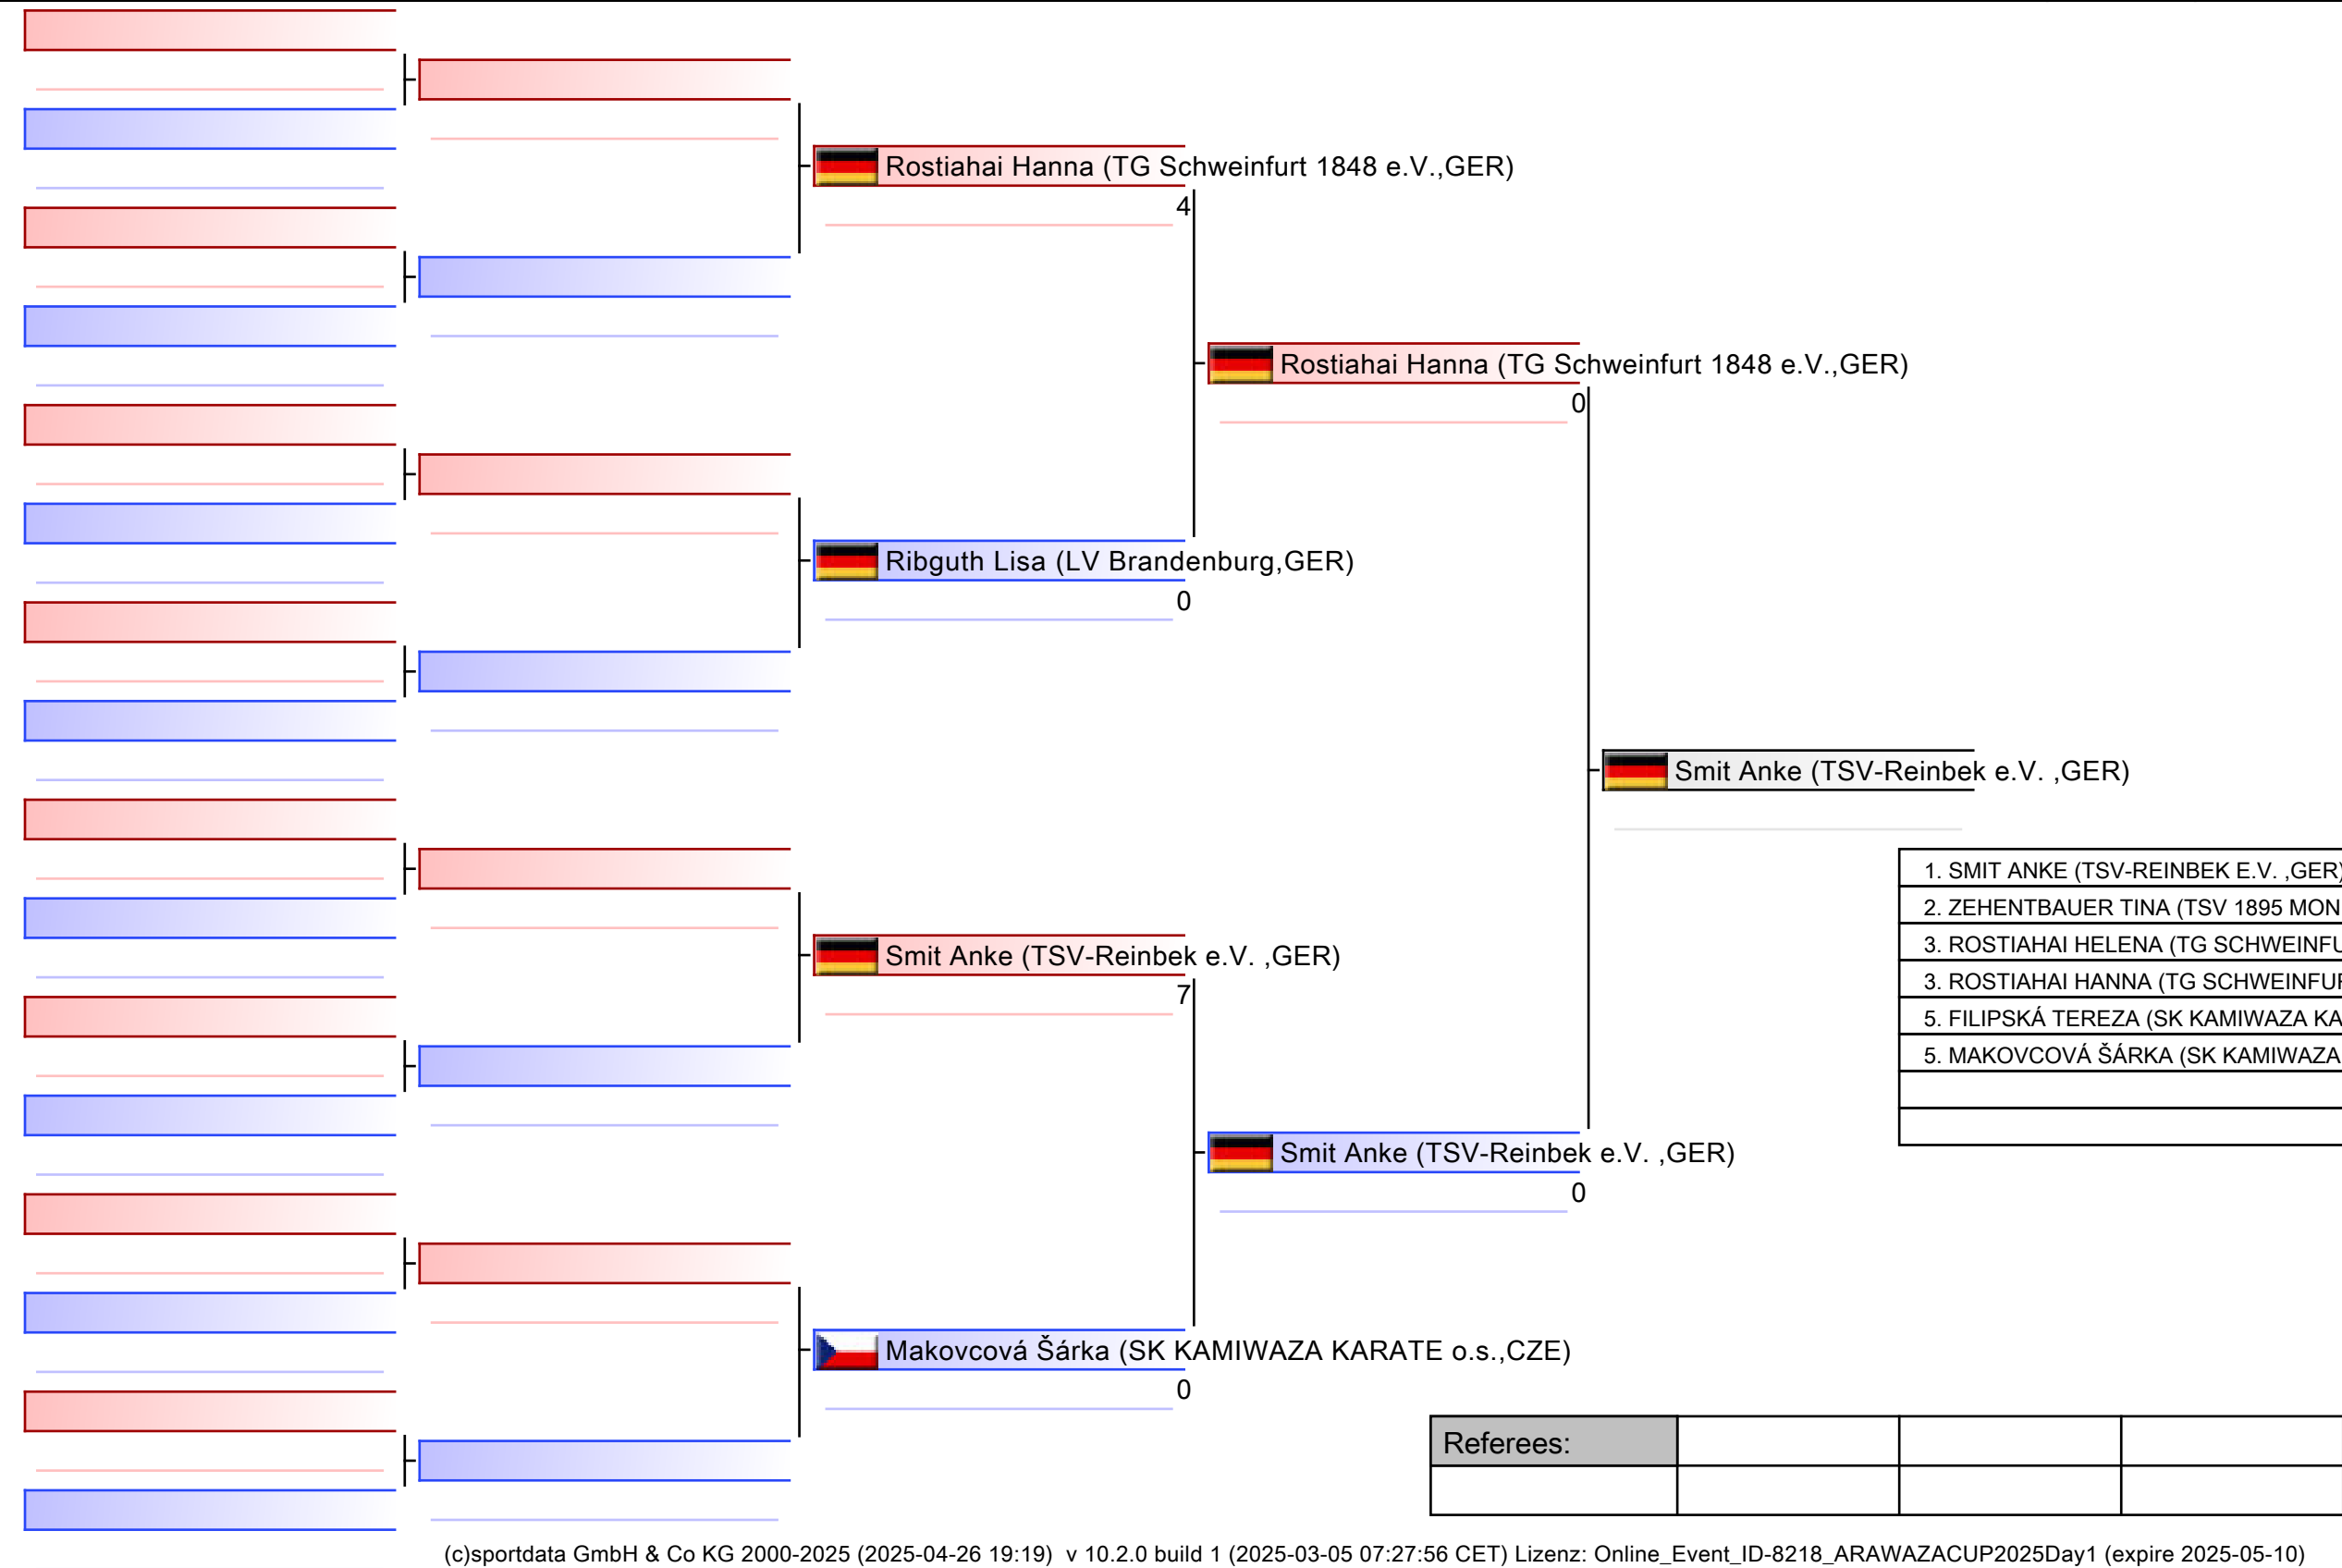 Rostiahai Hanna (TG Schweinfurt 1848 e.V.,GER)
4
Rostiahai Hanna (TG Schweinfurt 1848 e.V.,GER)
0
Ribguth Lisa (LV Brandenburg,GER)
0
Smit Anke (TSV-Reinbek e.V. ,GER)
1. SMIT ANKE (TSV-REINBEK E.V. ,GER)
2. ZEHENTBAUER TINA (TSV 1895 MON
3. ROSTIAHAI HELENA (TG SCHWEINFU
3. ROSTIAHAI HANNA (TG SCHWEINFUR
5. FILIPSKÁ TEREZA (SK KAMIWAZA KA
5. MAKOVCOVÁ ŠÁRKA (SK KAMIWAZA
Smit Anke (TSV-Reinbek e.V. ,GER)
7
Smit Anke (TSV-Reinbek e.V. ,GER)
0
Makovcová Šárka (SK KAMIWAZA KARATE o.s.,CZE)
0
Referees:
(c)sportdata GmbH & Co KG 2000-2025 (2025-04-26 19:19) v 10.2.0 build 1 (2025-03-05 07:27:56 CET) Lizenz: Online_Event_ID-8218_ARAWAZACUP2025Day1 (expire 2025-05-10)